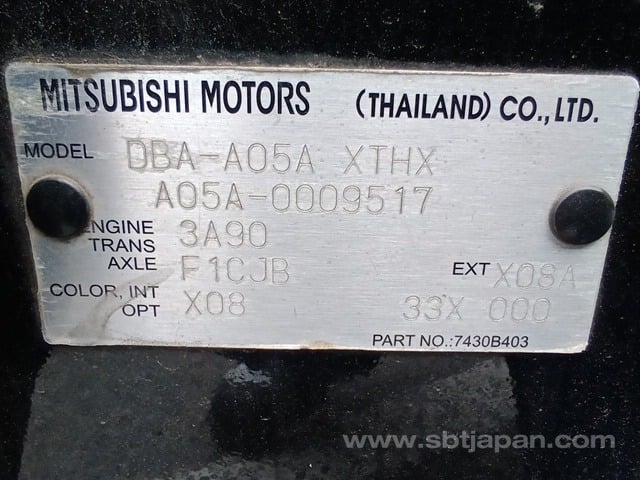 MITSUBISHI MOTORS (THAILAND) CO., LTD.
MODEL DBA-A05A XTHX
A05A-0009517
ENGINE 3A90
TRANS
AXLE F1CJB EXT X08A
COLOR, INT X08
OPT 33X 000
PART NO.:7430B403
www.sbtjapan.com